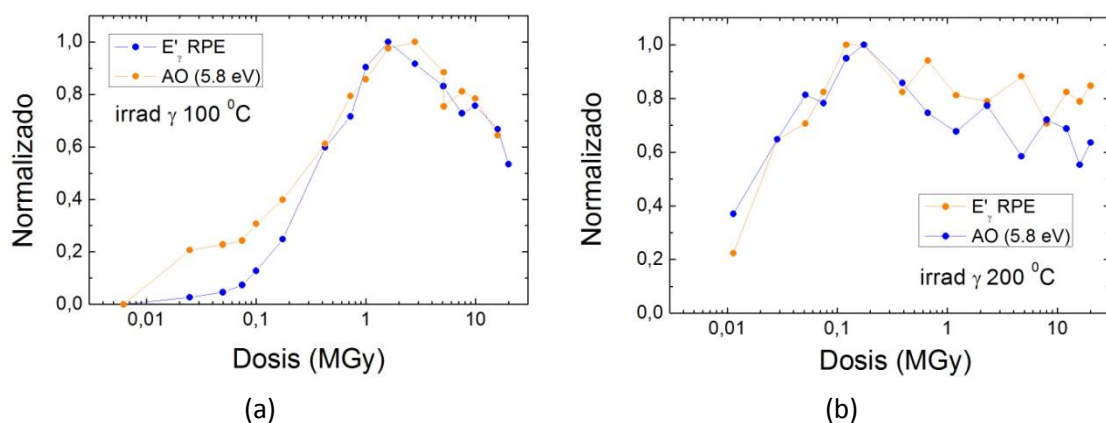 1,0
0,8
0,6
0,4
0,2
0,0
Normalizado
E'γ RPE
AO (5.8 eV)
irrad γ 100 ⁰C
0,01 0,1 1 10
Dosis (MGy)
(a)
1,0
0,8
0,6
0,4
0,2
0,0
Normalizado
E'γ RPE
AO (5.8 eV)
irrad γ 200 ⁰C
0,01 0,1 1 10
Dosis (MGy)
(b)